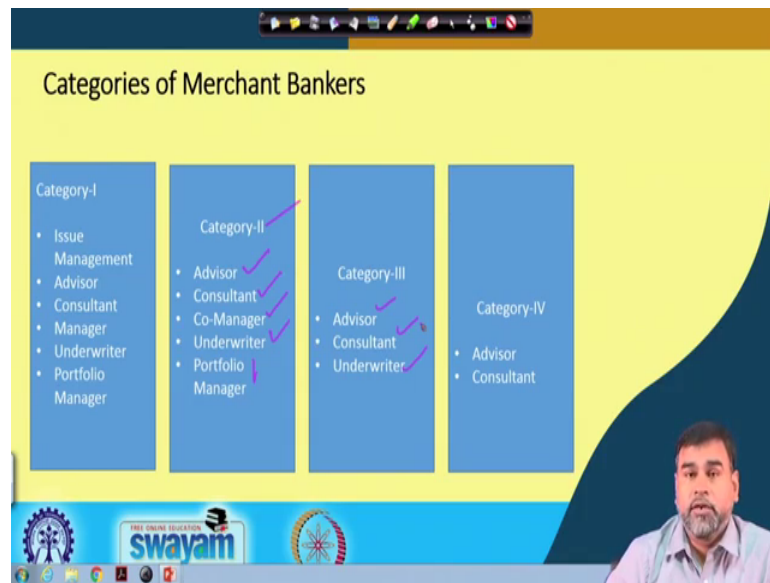 Categories of Merchant Bankers
Category-I
• Issue
Management
• Advisor
• Consultant
• Manager
• Underwriter
• Portfolio
Manager
Category-II
• Advisor
• Consultant
• Co-Manager
• Underwriter
• Portfolio
Manager
Category-III
• Advisor
• Consultant
• Underwriter
Category-IV
• Advisor
• Consultant
FREE ONLINE EDUCATION
swayam